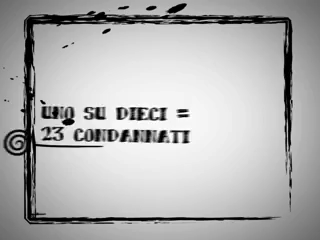 UNO SU DIECI =
23 CONDANNATI